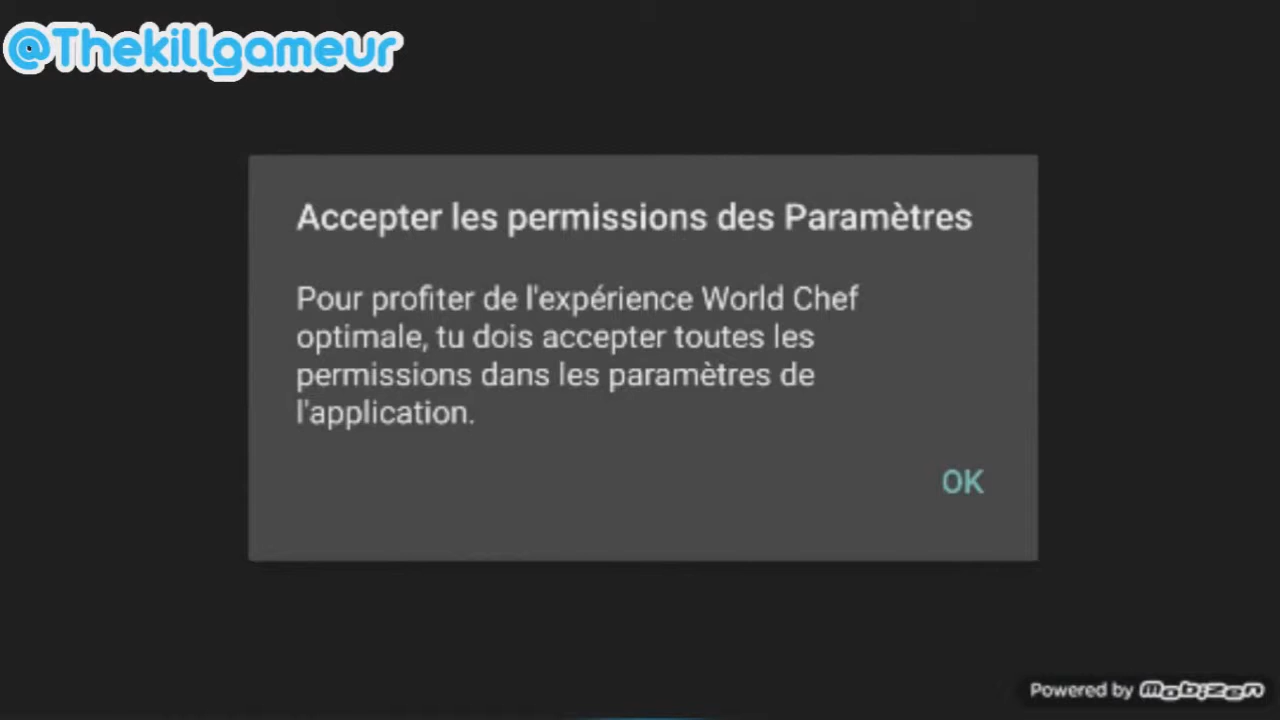 @Thekillgameur
Accepter les permissions des Paramètres
Pour profiter de l'expérience World Chef
optimale, tu dois accepter toutes les
permissions dans les paramètres de
l'application.
OK
Powered by Mobizen